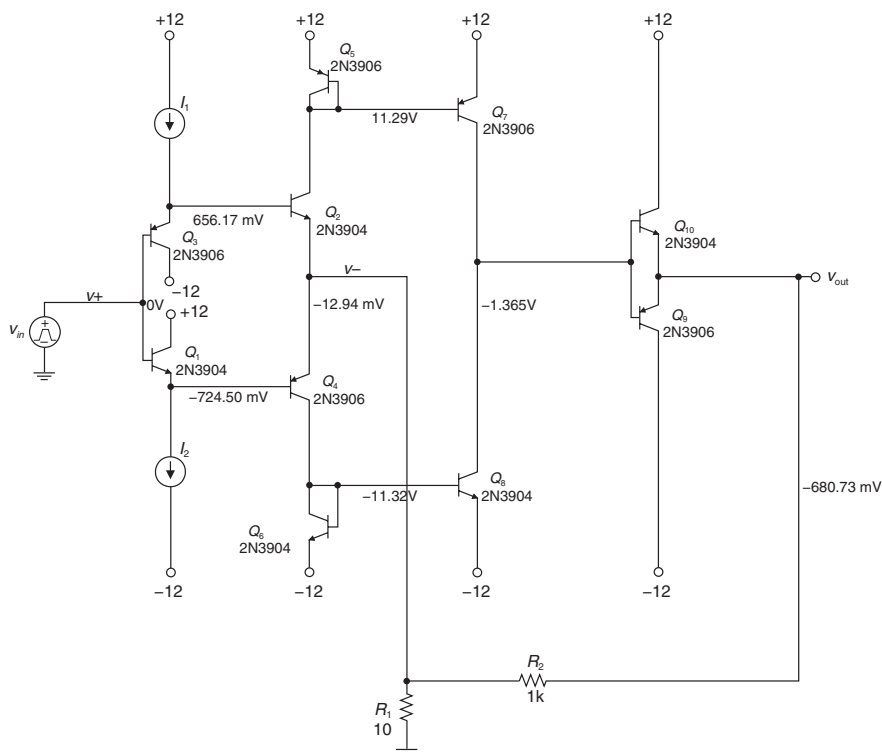 +12
+12
+12
+12
Q5
2N3906
I1
11.29V
Q7
2N3906
656.17 mV
Q2
2N3904
Q3
2N3906
Q10
2N3904
−12
+12
v+
0V
v−
−12.94 mV
−1.365V
vout
vin
Q9
2N3906
Q1
2N3904
−724.50 mV
Q4
2N3906
I2
−11.32V
Q8
2N3904
−680.73 mV
Q6
2N3904
−12
−12
−12
−12
R2
1k
R1
10